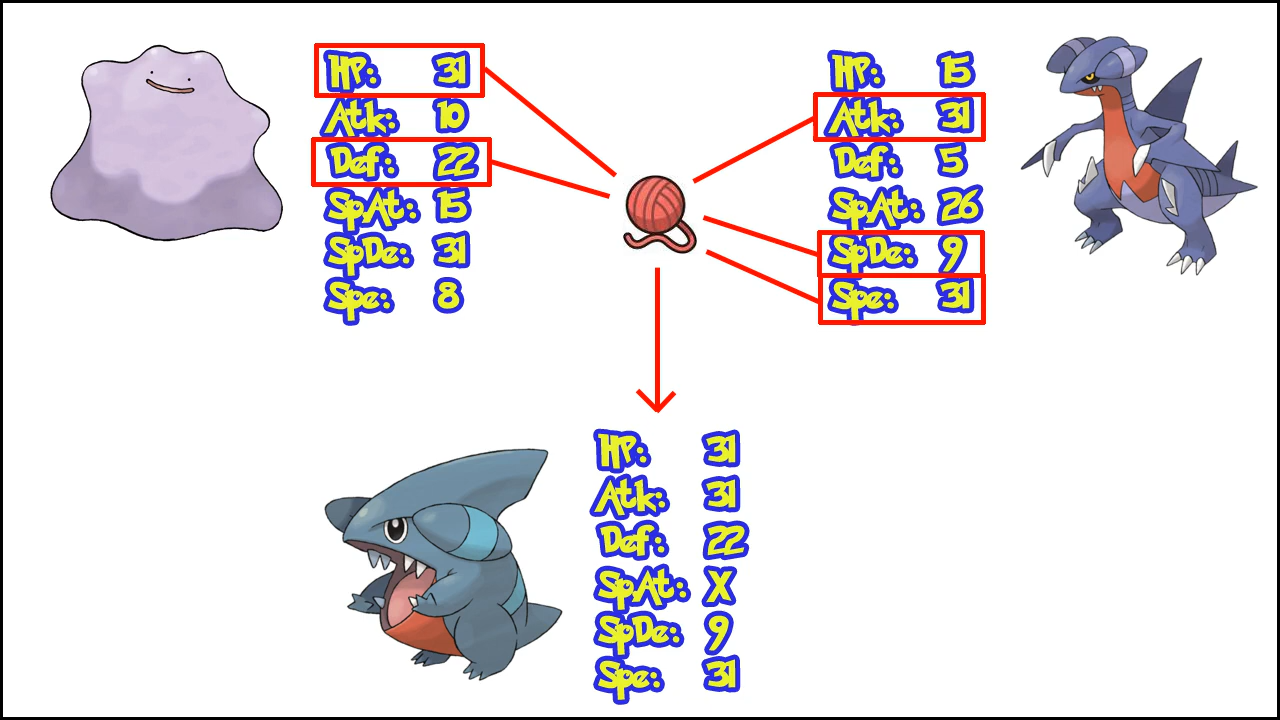 HP: 31
Atk: 10
Def: 22
SpAt: 15
SpDe: 31
Spe: 8
HP: 15
Atk: 31
Def: 5
SpAt: 26
SpDe: 9
Spe: 31
HP: 31
Atk: 31
Def: 22
SpAt: X
SpDe: 9
Spe: 31